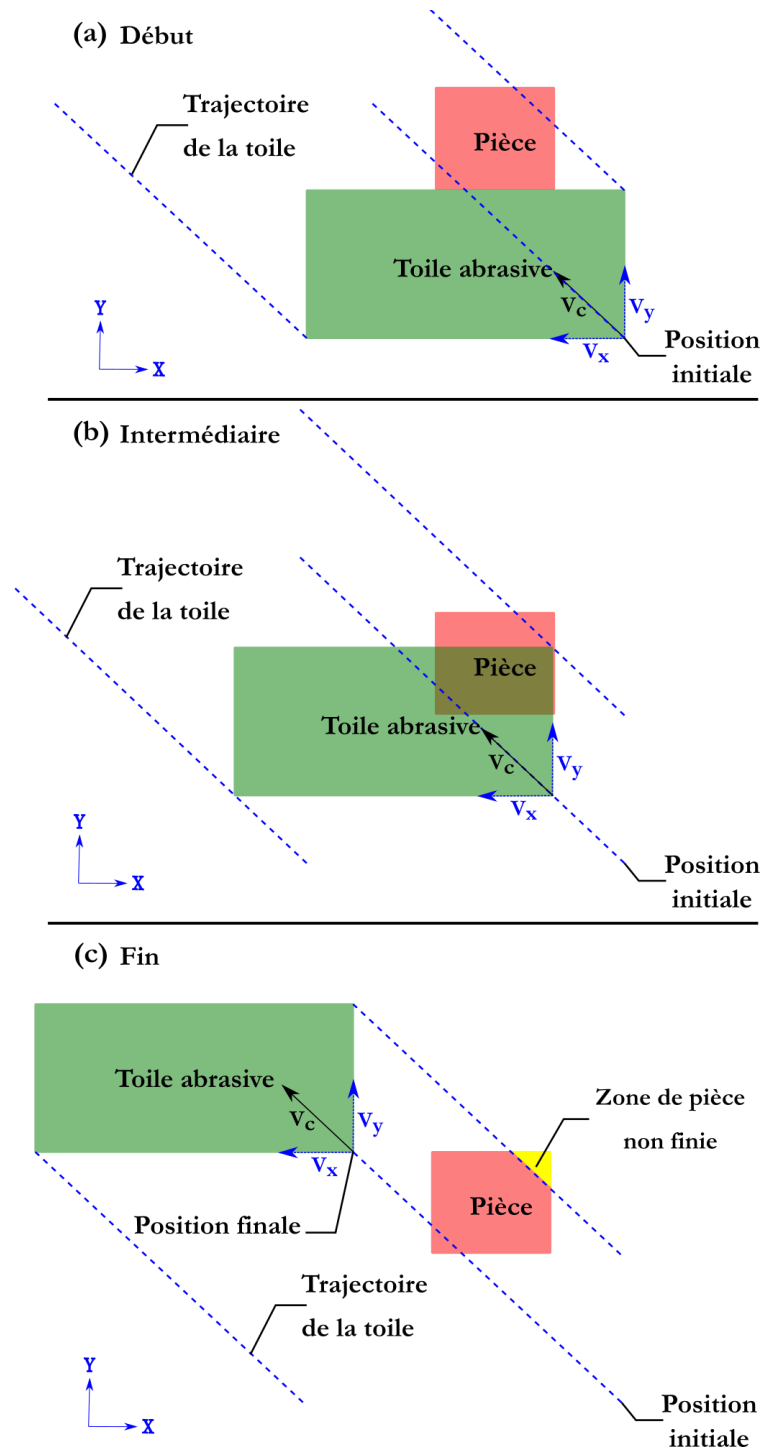 (a) Début
Trajectoire
de la toile
Pièce
Toile abrasive
Vc
Vy
Vx
Position
initiale
Y
X
(b) Intermédiaire
Trajectoire
de la toile
Pièce
Toile abrasive
Vc
Vy
Vx
Y
X
Position
initiale
(c) Fin
Toile abrasive
Vc
Vy
Vx
Zone de pièce
non finie
Pièce
Position finale
Trajectoire
de la toile
Y
X
Position
initiale